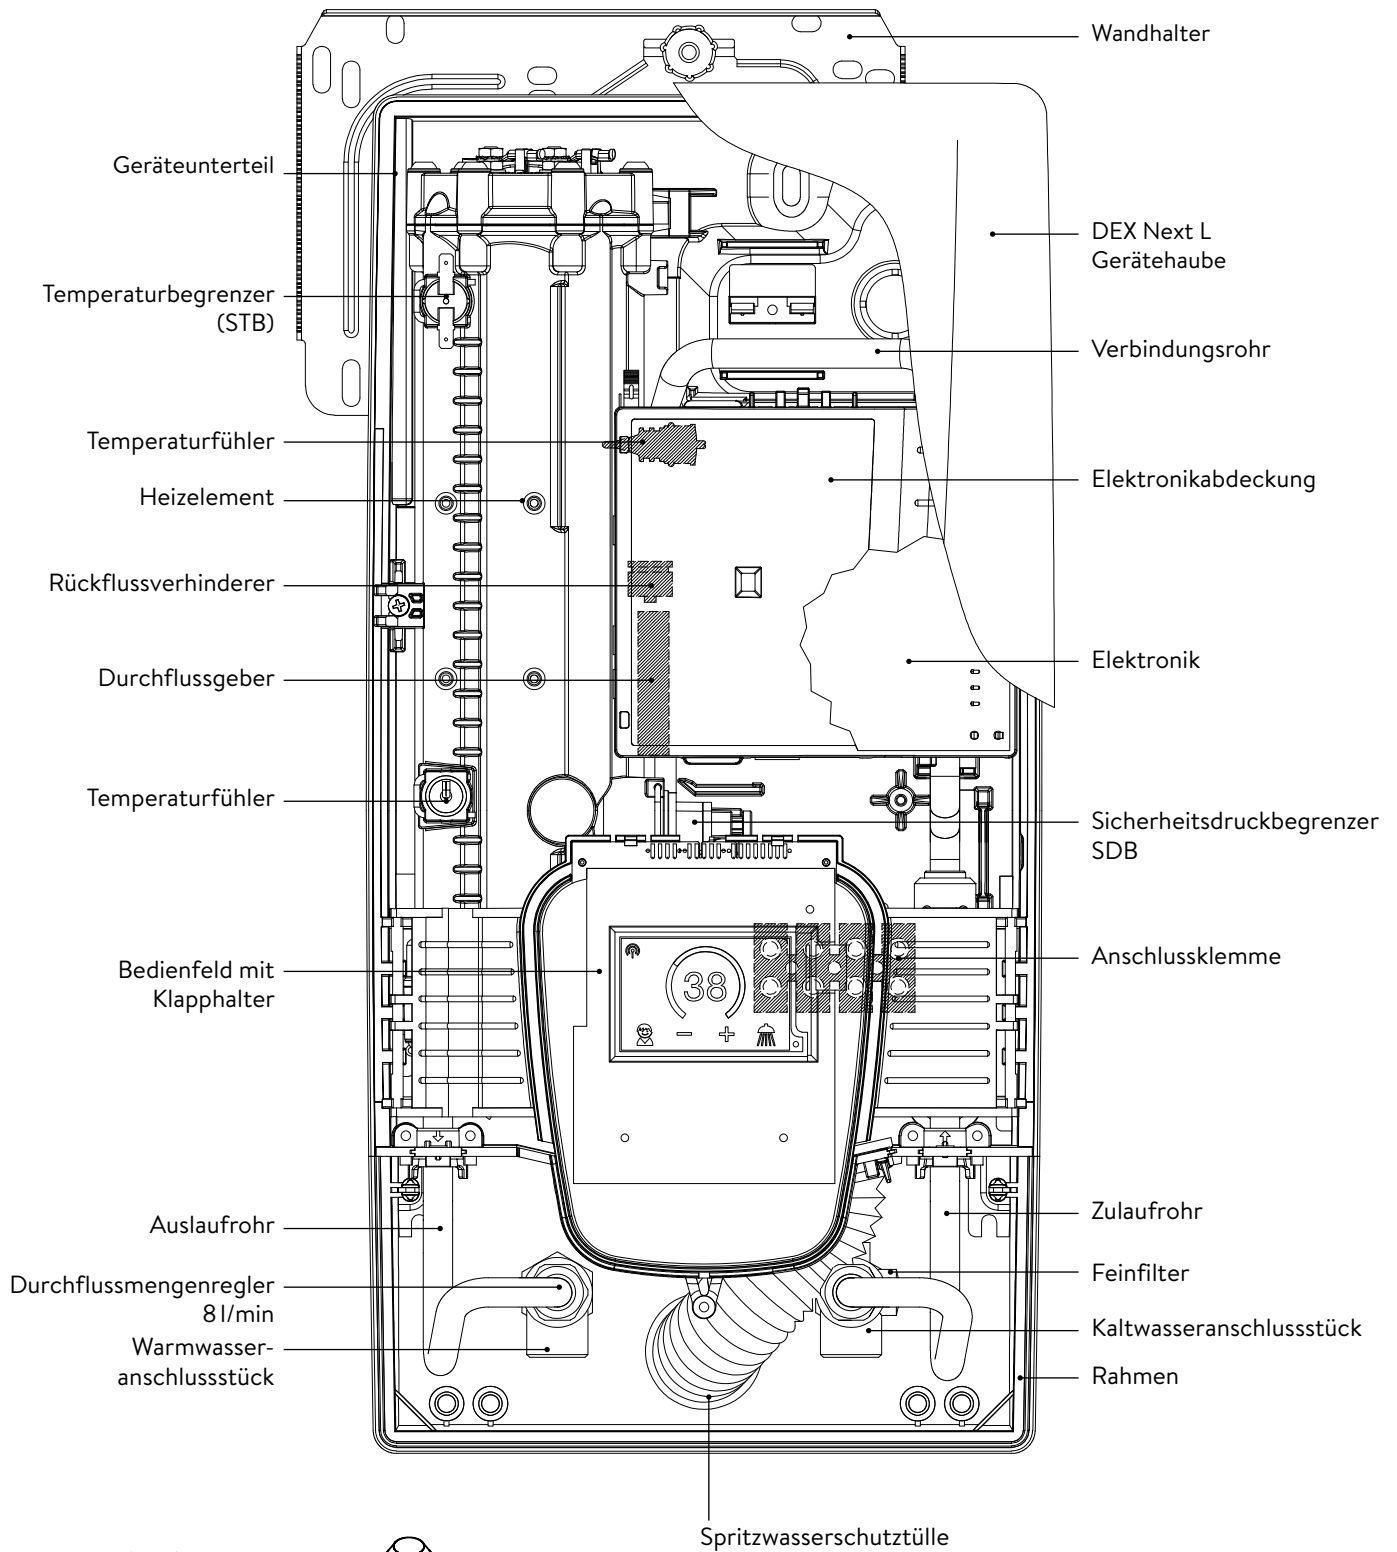 Wandhalter
Geräteunterteil
DEX Next L
Gerätehaube
Temperaturbegrenzer
(STB)
Verbindungsrohr
Temperaturfühler
Elektronikabdeckung
Heizelement
Rückflussverhinderer
Elektronik
Durchflussgeber
Temperaturfühler
Sicherheitsdruckbegrenzer
SDB
Anschlussklemme
Bedienfeld mit
Klapphalter
38
Auslaufrohr
Zulaufrohr
Durchflussmengenregler
8 l/min
Feinfilter
Warmwasser-
anschlussstück
Kaltwasseranschlussstück
Rahmen
Spritzwasserschutztülle